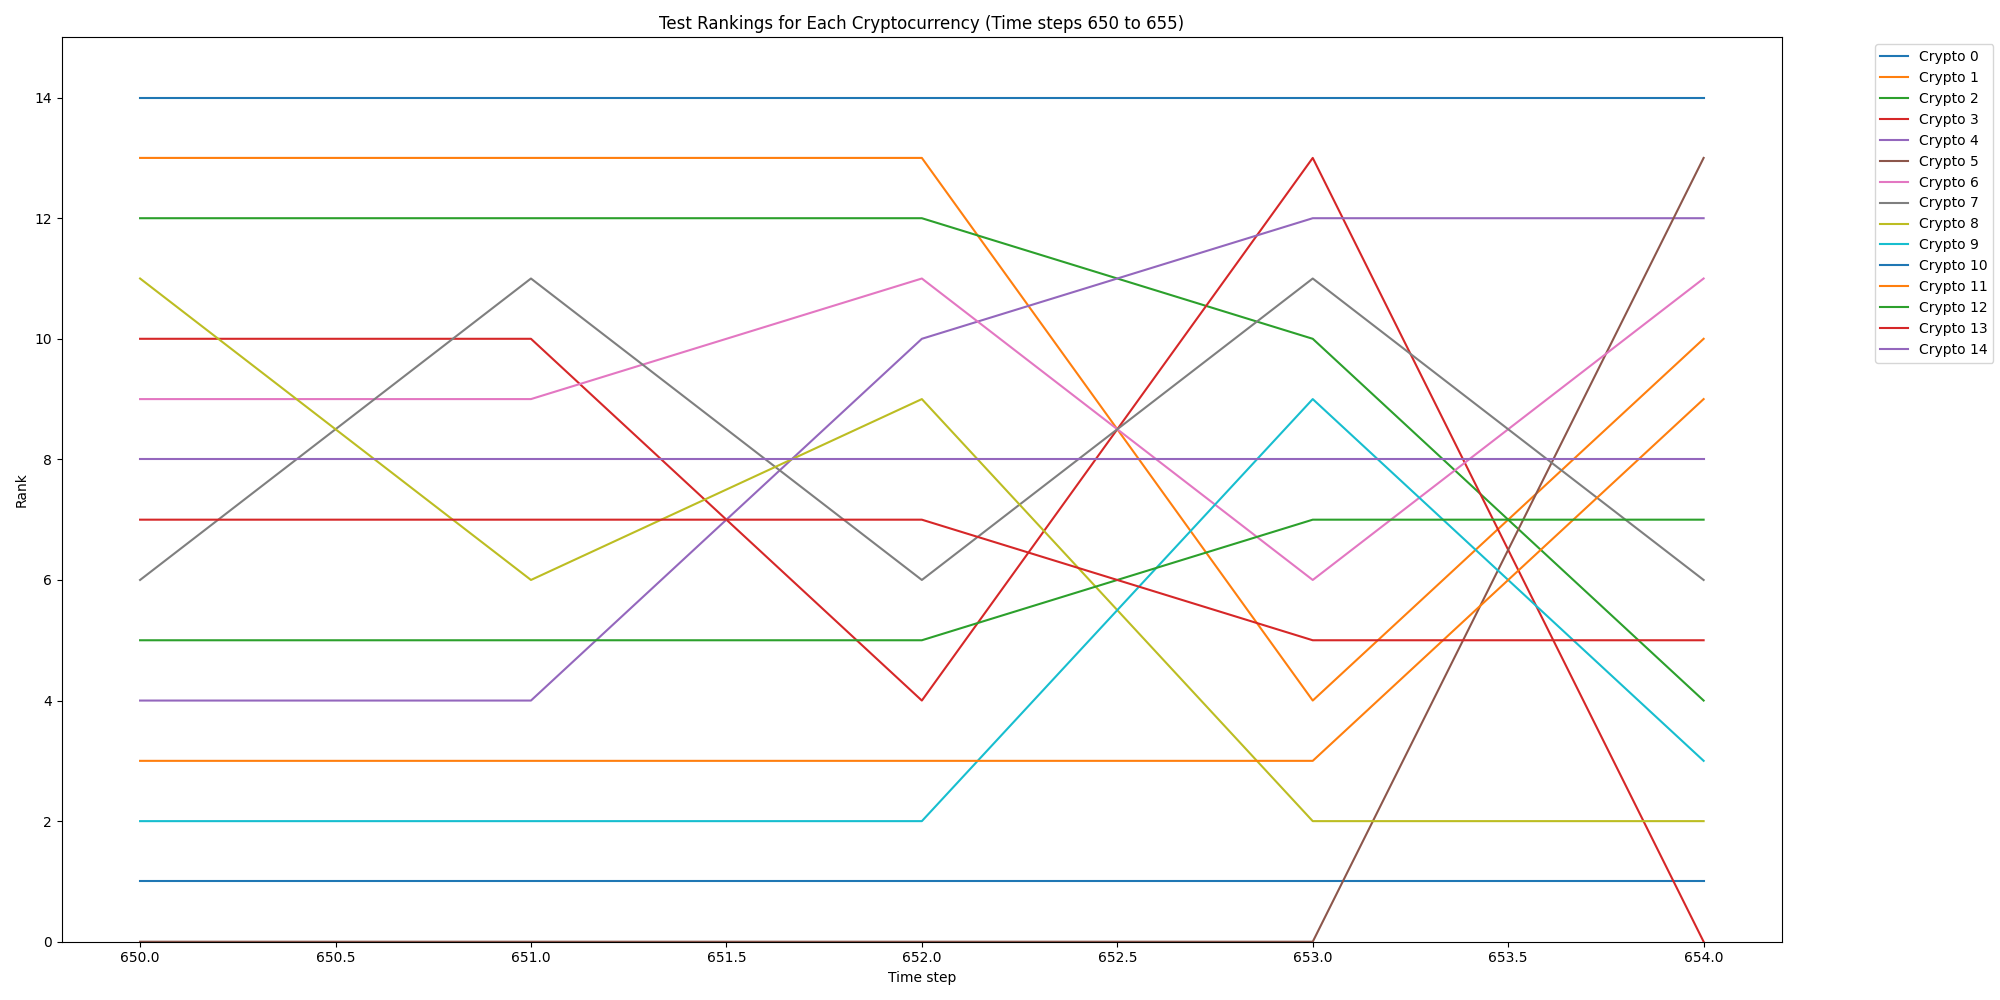 Test Rankings for Each Cryptocurrency (Time steps 650 to 655)
Rank
14
12
10
8
6
4
2
0
650.0 650.5 651.0 651.5 652.0 652.5 653.0 653.5 654.0
Time step
Crypto 0
Crypto 1
Crypto 2
Crypto 3
Crypto 4
Crypto 5
Crypto 6
Crypto 7
Crypto 8
Crypto 9
Crypto 10
Crypto 11
Crypto 12
Crypto 13
Crypto 14